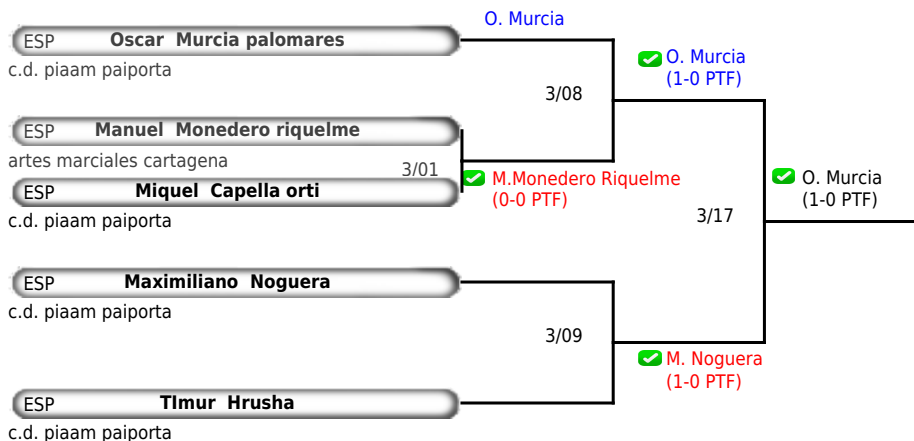 O. Murcia
ESP Oscar Murcia palomares
c.d. piaam paiporta
O. Murcia
(1-0 PTF)
3/08
ESP Manuel Monedero riquelme
artes marciales cartagena
3/01
M.Monedero Riquelme
(0-0 PTF)
ESP Miquel Capella orti
c.d. piaam paiporta
O. Murcia
(1-0 PTF)
3/17
ESP Maximiliano Noguera
c.d. piaam paiporta
3/09
M. Noguera
(1-0 PTF)
ESP TImur Hrusha
c.d. piaam paiporta